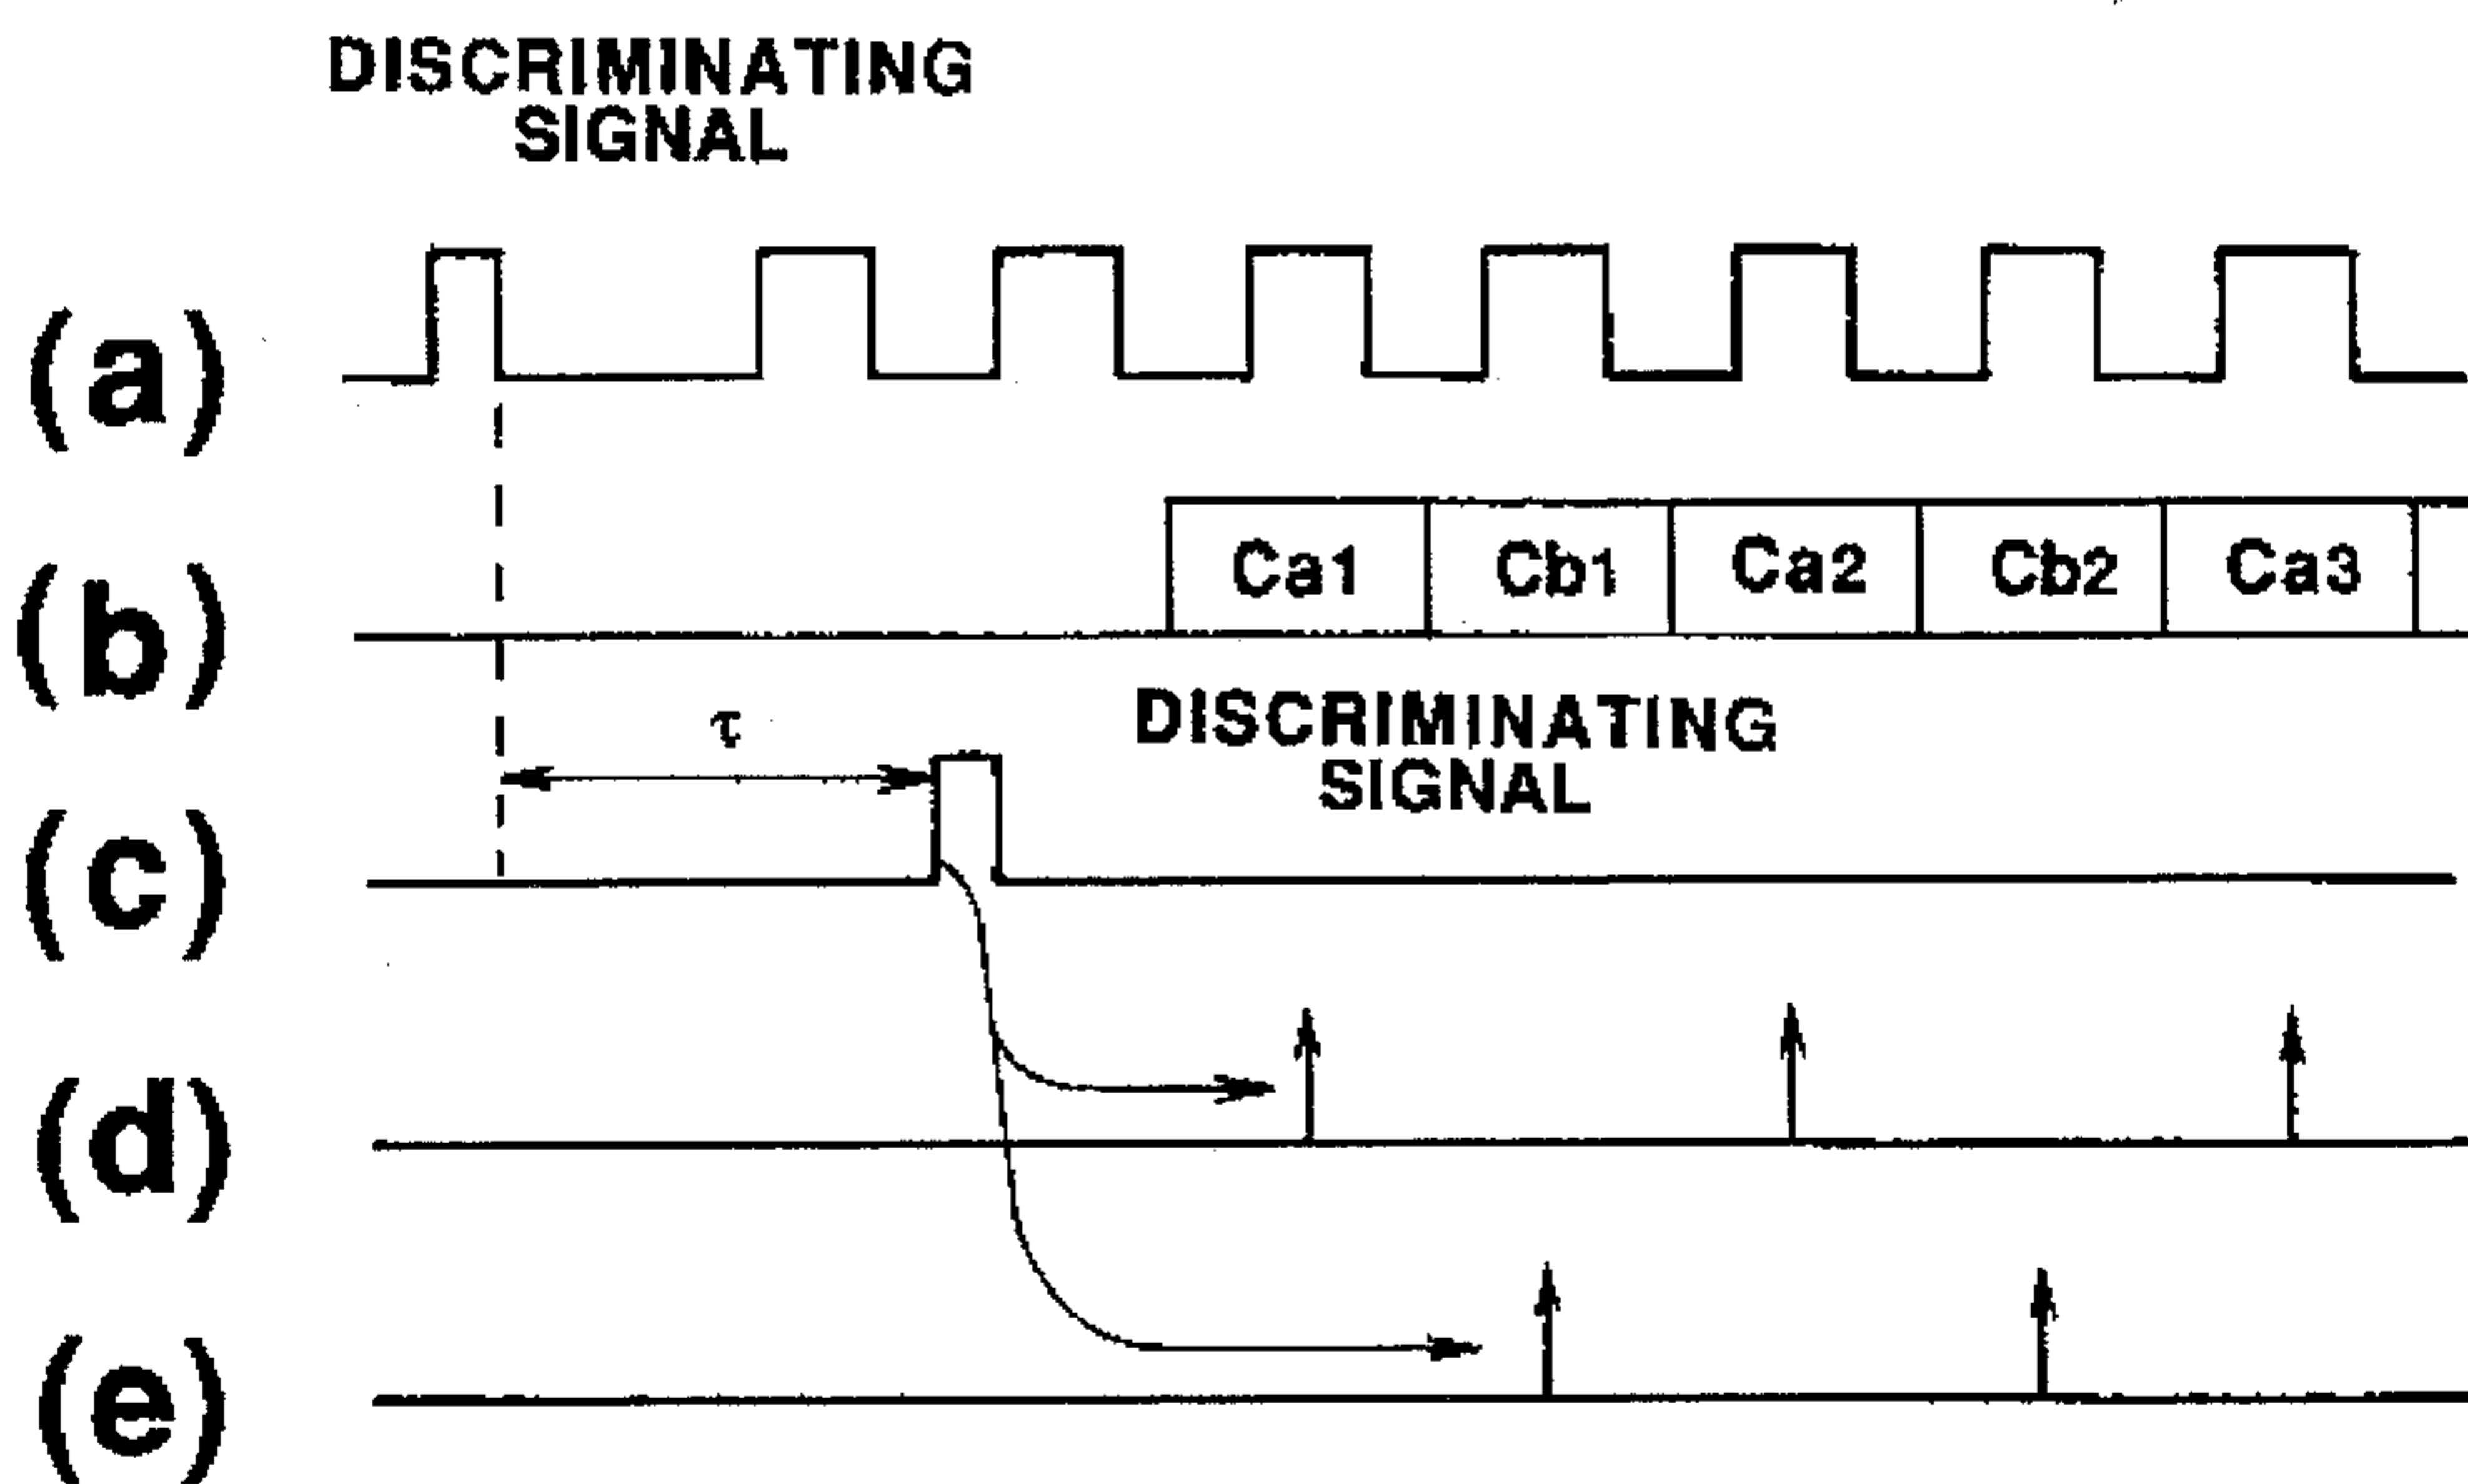 DISCRIMINATING
SIGNAL
(a)
(b)
Ca1 Cb1 Ca2 Cb2 Ca3
τ
DISCRIMINATING
SIGNAL
(c)
(d)
(e)